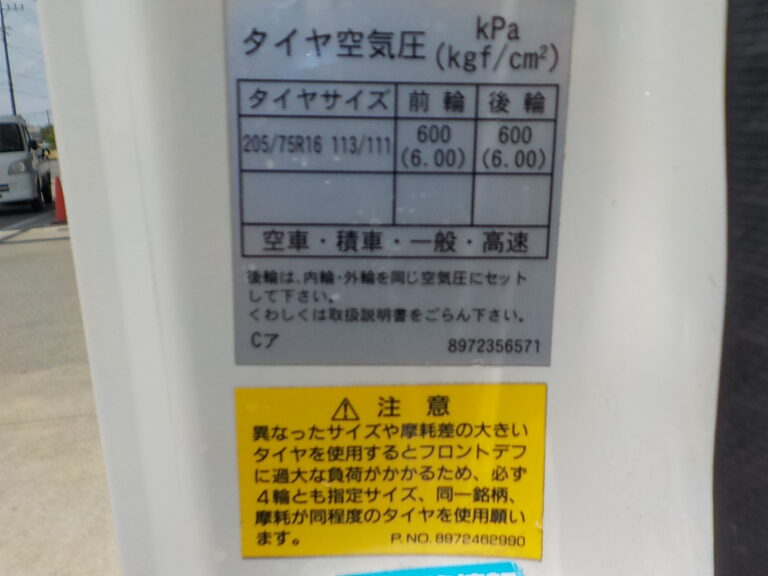 タイヤ空気圧 kPa
(kgf/cm²)
タイヤサイズ 前輪 後輪
205/75R16 113/111 600 600
(6.00) (6.00)
空車・積車・一般・高速
後輪は、内輪・外輪を同じ空気圧にセット
して下さい。
くわしくは取扱説明書をごらん下さい。
Cア 8972356571
⚠ 注意
異なったサイズや摩耗差の大きい
タイヤを使用するとフロントデフ
に過大な負荷がかかるため、必ず
4輪とも指定サイズ、同一銘柄、
摩耗が同程度のタイヤを使用願い
ます。 P.NO.8972462990